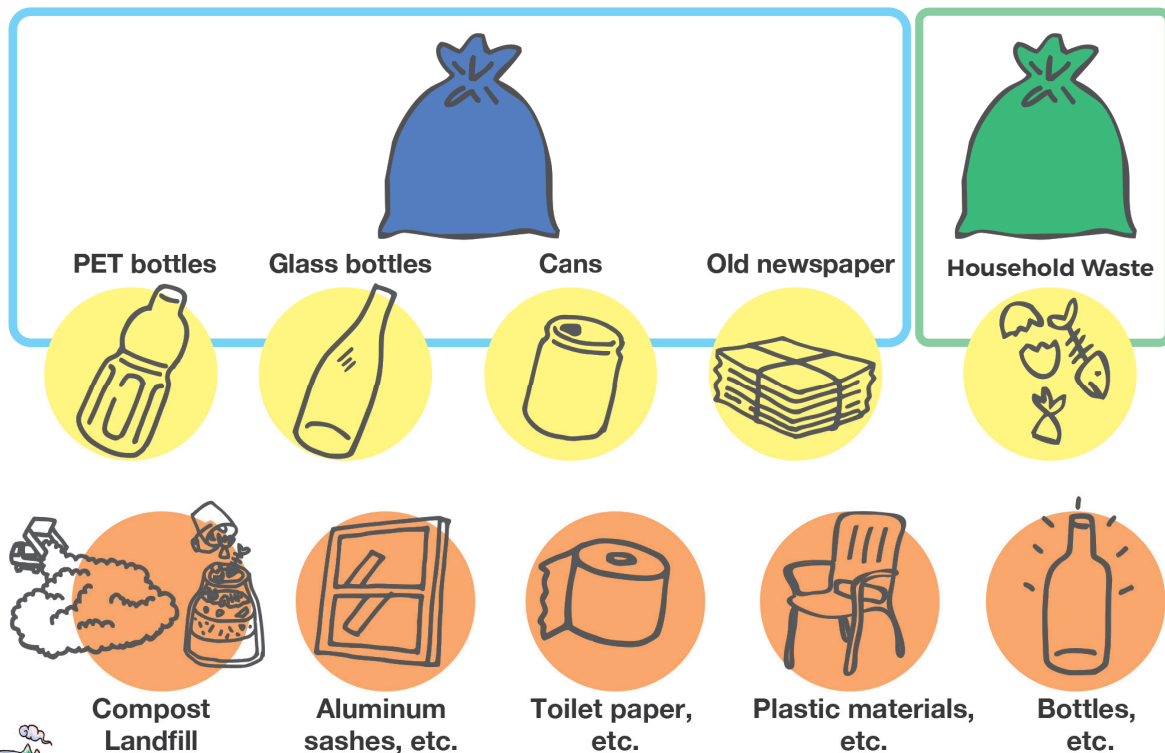 PET bottles
Glass bottles
Cans
Old newspaper
Household Waste
Compost
Landfill
Aluminum
sashes, etc.
Toilet paper,
etc.
Plastic materials,
etc.
Bottles,
etc.